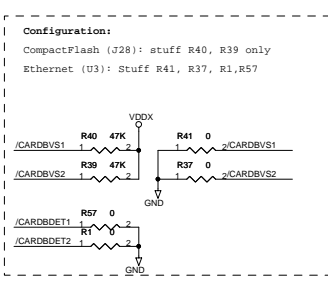 Configuration:
CompactFlash (J28): stuff R40, R39 only
Ethernet (U3): Stuff R41, R37, R1,R57
VDDX
R40 47K
/CARDBVS1 1 2
R41 0
1 2/CARDBVS1
R39 47K
/CARDBVS2 1 2
R37 0
1 2/CARDBVS2
GND
R57 0
/CARDBDET1 1 2
R1 0
/CARDBDET2 1 2
GND